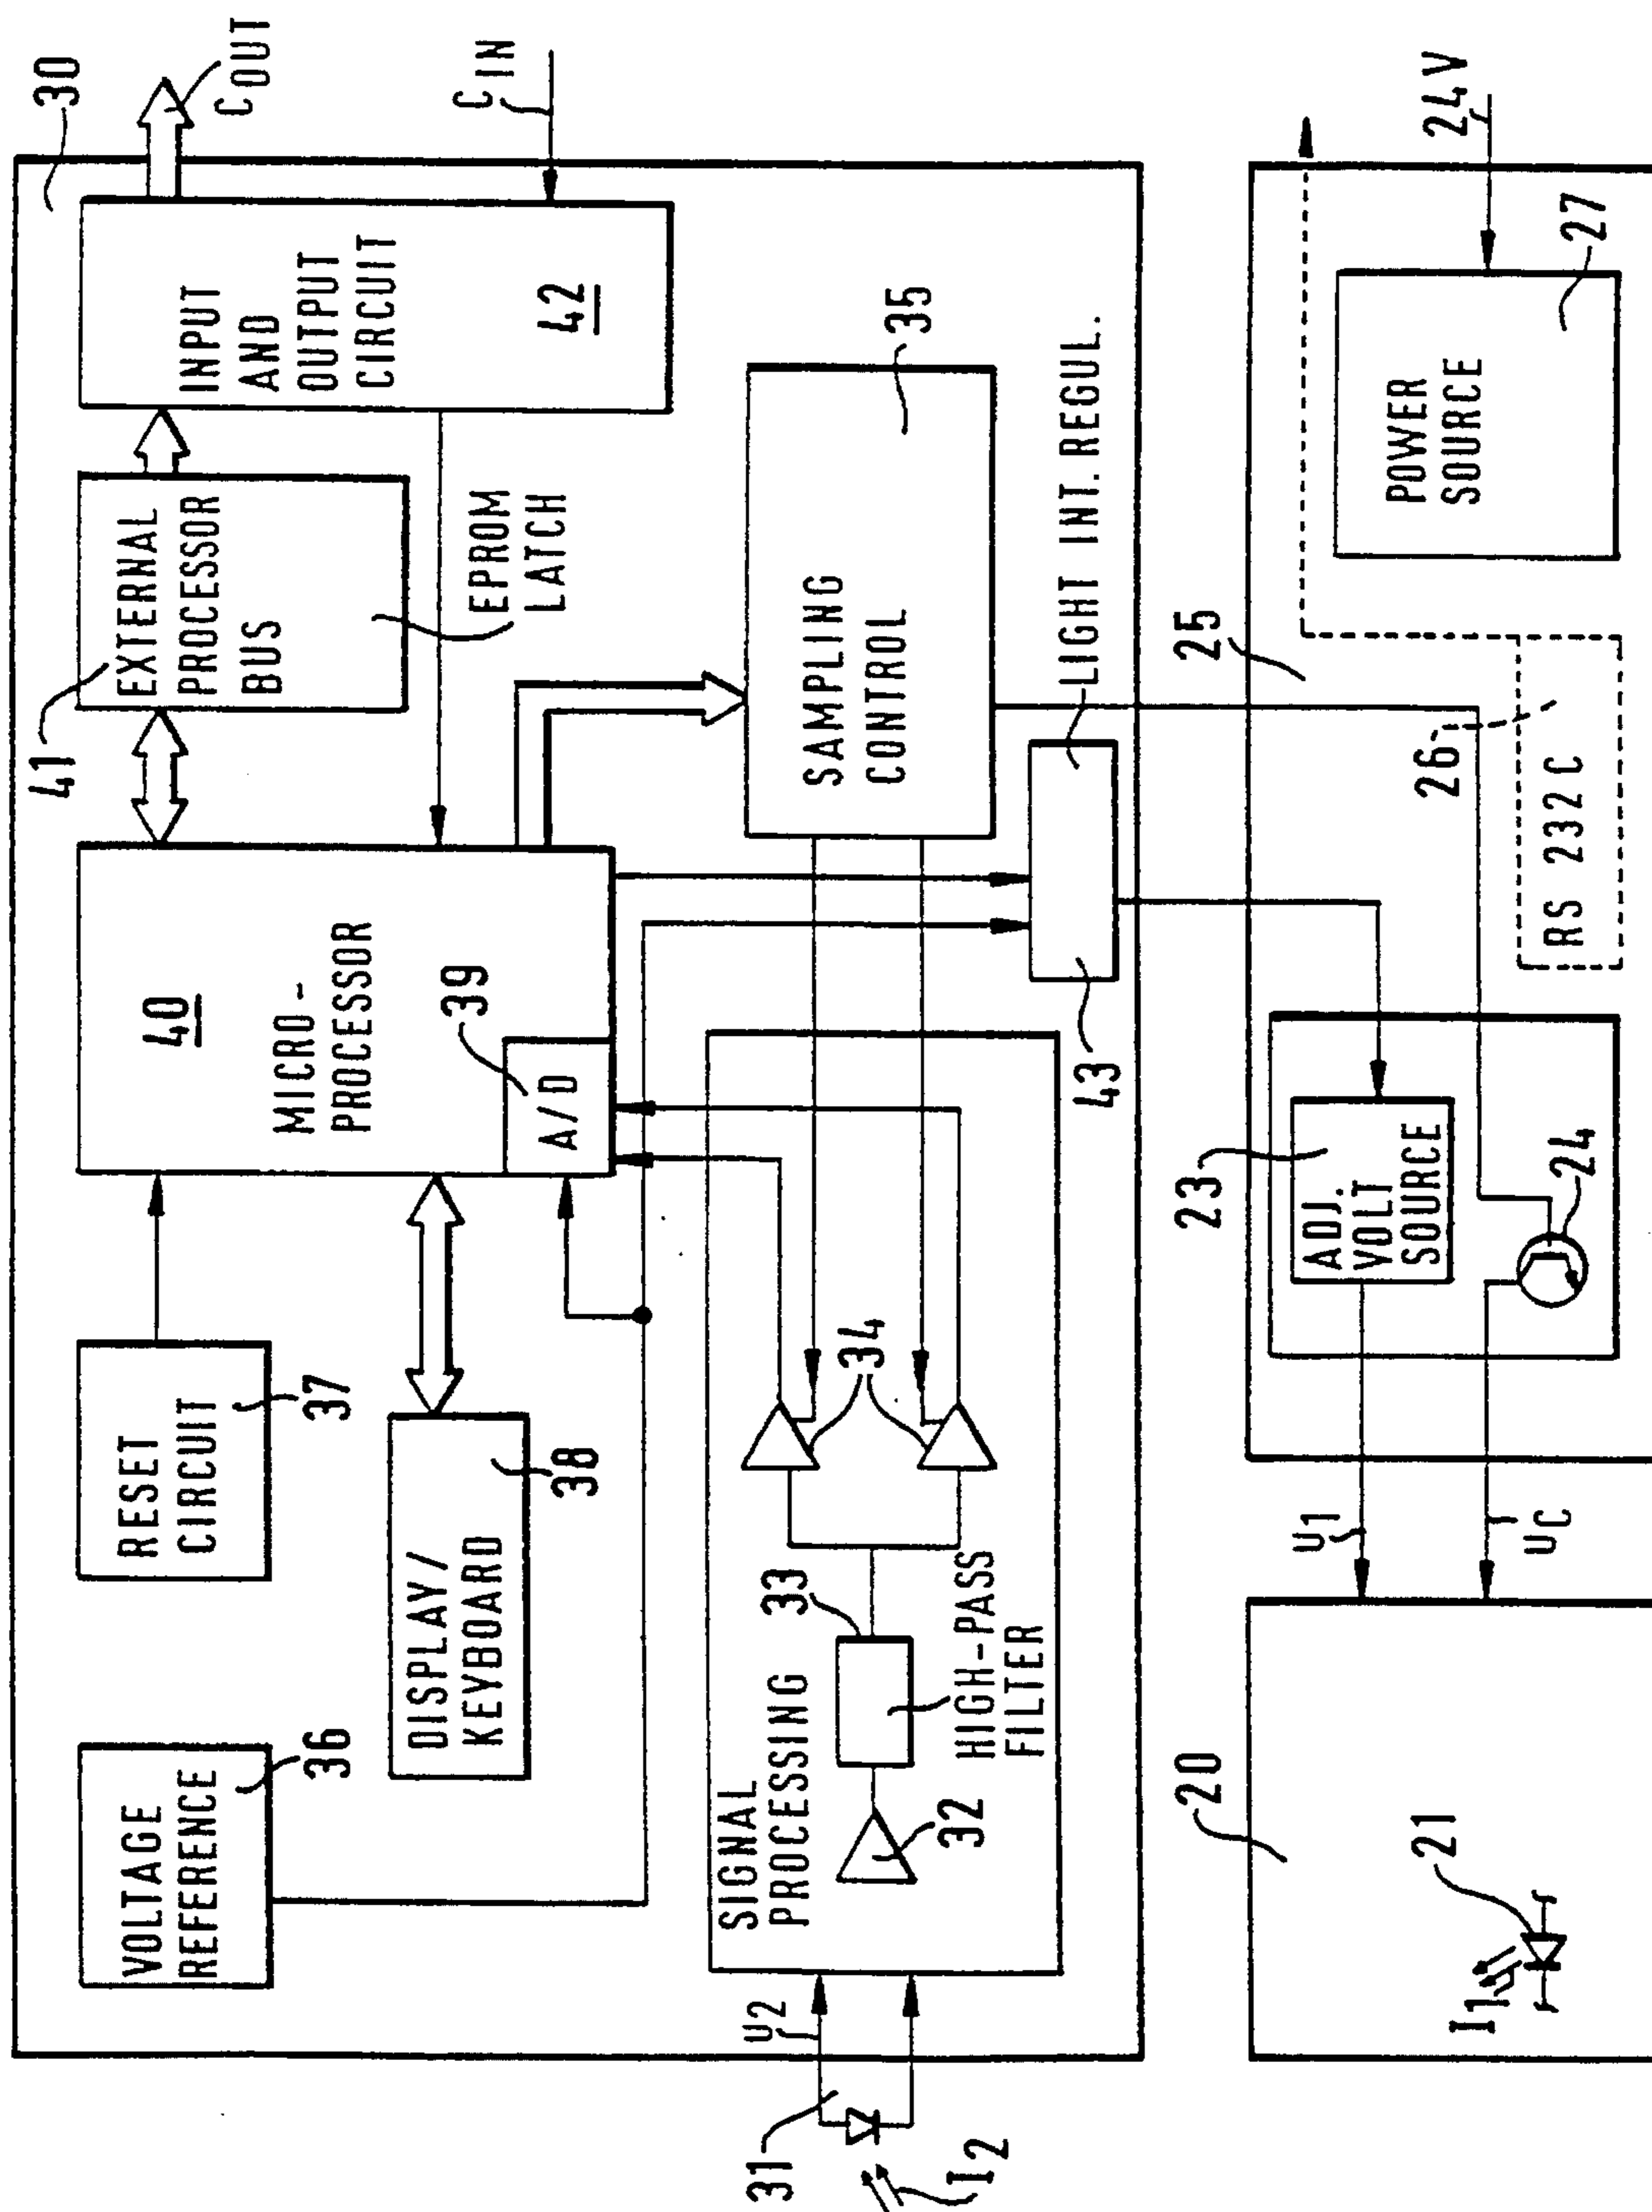 VOLTAGE
REFERENCE
36
RESET
CIRCUIT
37
DISPLAY/
KEYBOARD
38
40
MICRO-
PROCESSOR
39
A/D
41
EXTERNAL
PROCESSOR
BUS
EPROM
LATCH
INPUT
AND
OUTPUT
CIRCUIT
42
30
COUT
CIN
SIGNAL
PROCESSING
32
33
HIGH-PASS
FILTER
34
SAMPLING
CONTROL
35
LIGHT INT. REGUL.
43
31
U2
I2
20
21
I1
U1
UC
23
ADJ.
VOLT
SOURCE
24
25
26
RS 232C
POWER
SOURCE
27
24V